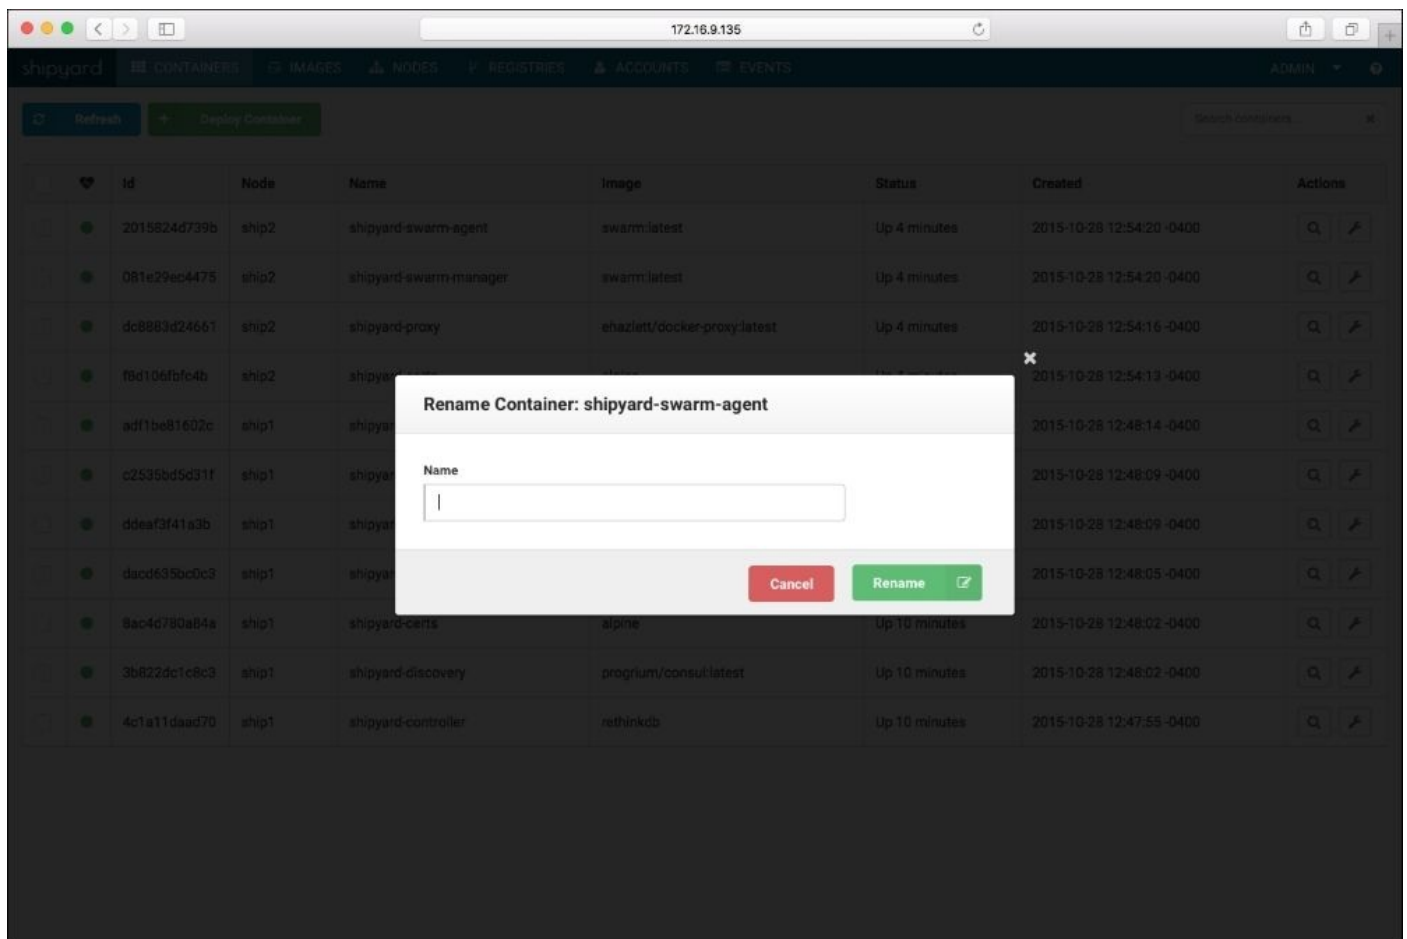 172.16.9.135
shipyard CONTAINERS IMAGES NODES REGISTRIES ACCOUNTS EVENTS ADMIN
Refresh Deploy Container Search containers...
Id Node Name Image Status Created Actions
2015824d739b ship2 shipyard-swarm-agent swarm:latest Up 4 minutes 2015-10-28 12:54:20 -0400
081e29ec4475 ship2 shipyard-swarm-manager swarm:latest Up 4 minutes 2015-10-28 12:54:20 -0400
dc8883d24661 ship2 shipyard-proxy ehazlett/docker-proxy:latest Up 4 minutes 2015-10-28 12:54:16 -0400
f8d106fbfc4b ship2 2015-10-28 12:54:13 -0400
Rename Container: shipyard-swarm-agent
adf1be81602c ship1 2015-10-28 12:48:14 -0400
Name
c2535bd5d31f ship1 2015-10-28 12:48:09 -0400
ddeaf3f41a3b ship1 2015-10-28 12:48:09 -0400
dacd635bc0c3 ship1 2015-10-28 12:48:05 -0400
Cancel Rename
8ac4d780a84a ship1 shipyard-certs alpine Up 10 minutes 2015-10-28 12:48:02 -0400
3b822dc1c8c3 ship1 shipyard-discovery progrium/consul:latest Up 10 minutes 2015-10-28 12:48:02 -0400
4c1a11daad70 ship1 shipyard-controller rethinkdb Up 10 minutes 2015-10-28 12:47:55 -0400